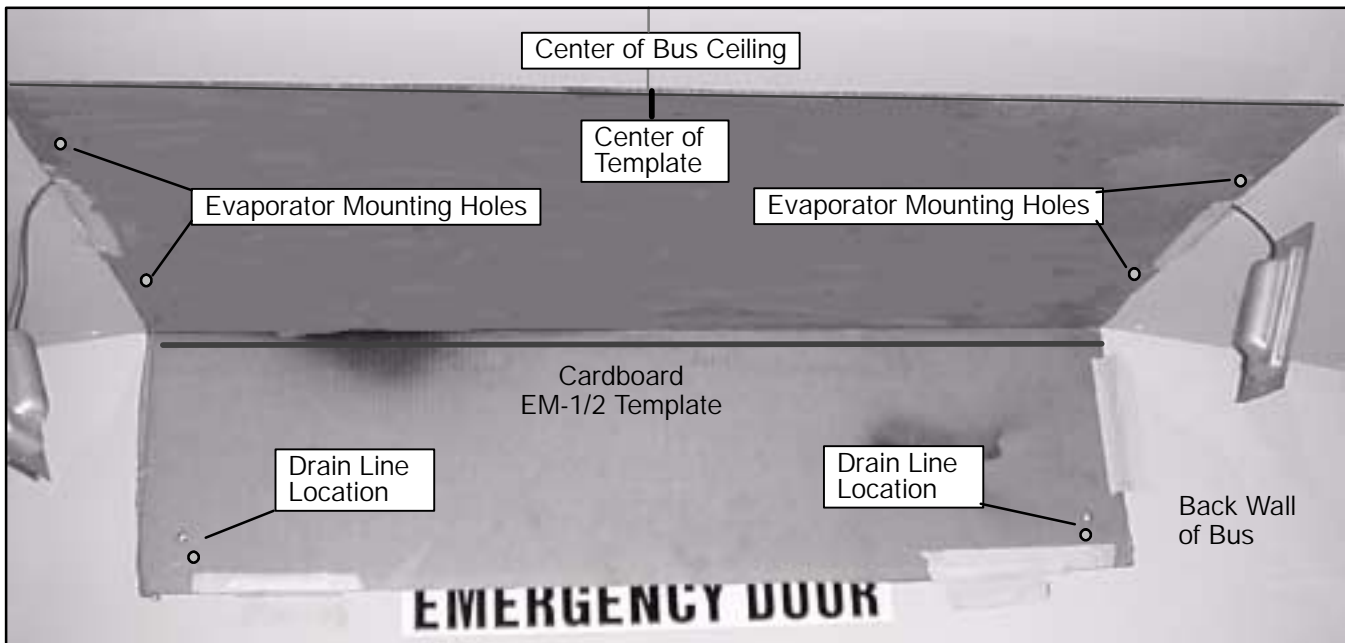 Center of Bus Ceiling
Center of
Template
Evaporator Mounting Holes
Evaporator Mounting Holes
Cardboard
EM-1/2 Template
Drain Line
Location
Drain Line
Location
Back Wall
of Bus
EMERGENCY DOOR